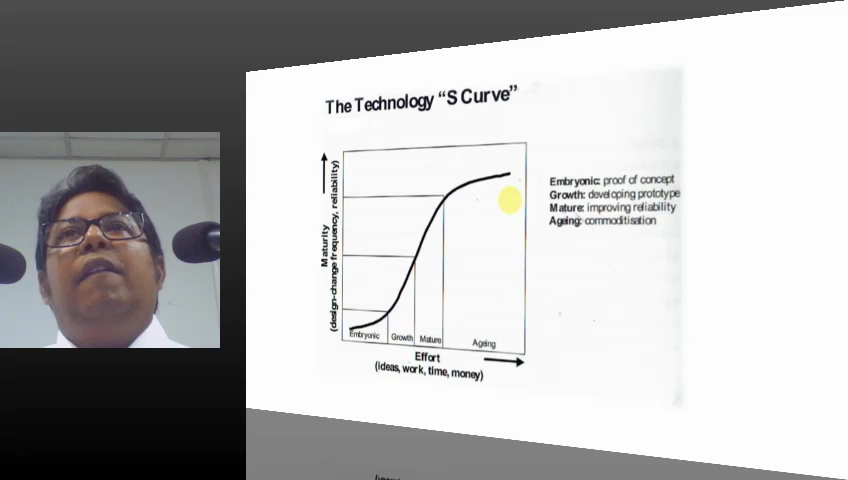 The Technology “S Curve”
Maturity
(design-change frequency, reliability)
Embryonic: proof of concept
Growth: developing prototype
Mature: improving reliability
Ageing: commoditisation
Embryonic
Growth
Mature
Ageing
Effort
(ideas, work, time, money)